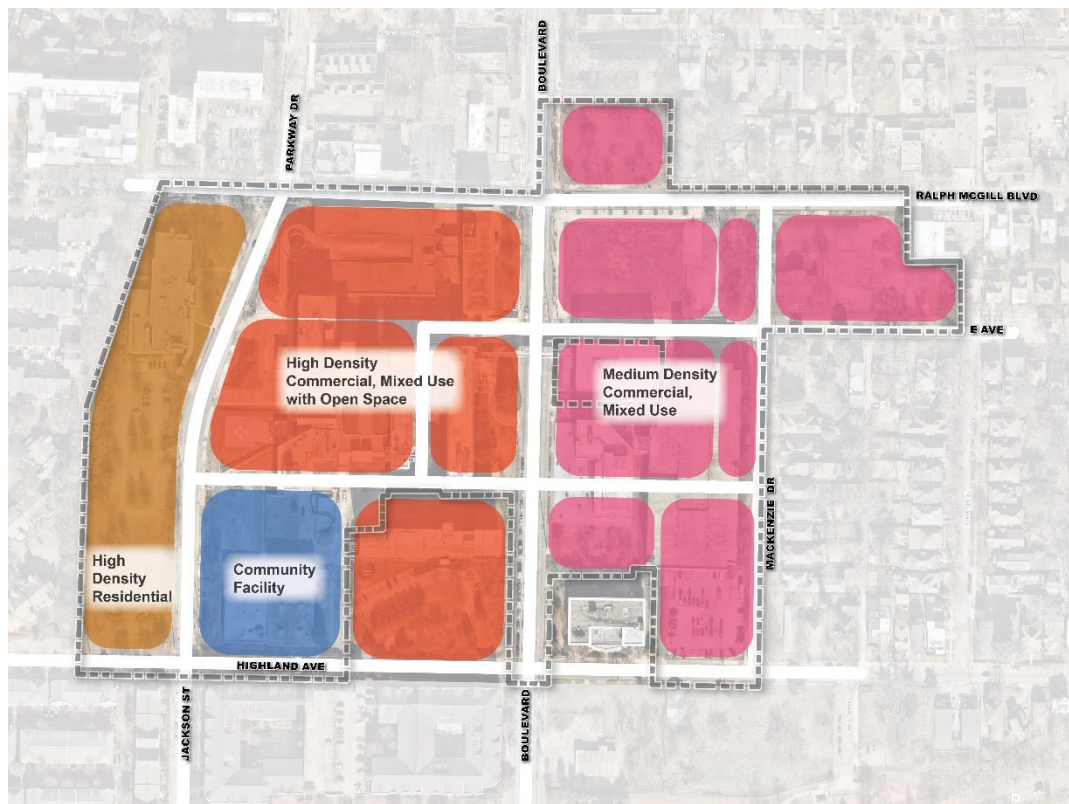 BOULEVARD
PARKWAY DR
RALPH MCGILL BLVD
E AVE
High Density
Commercial, Mixed Use
with Open Space
Medium Density
Commercial,
Mixed Use
MACKENZIE DR
High
Density
Residential
Community
Facility
HIGHLAND AVE
JACKSON ST
BOULEVARD